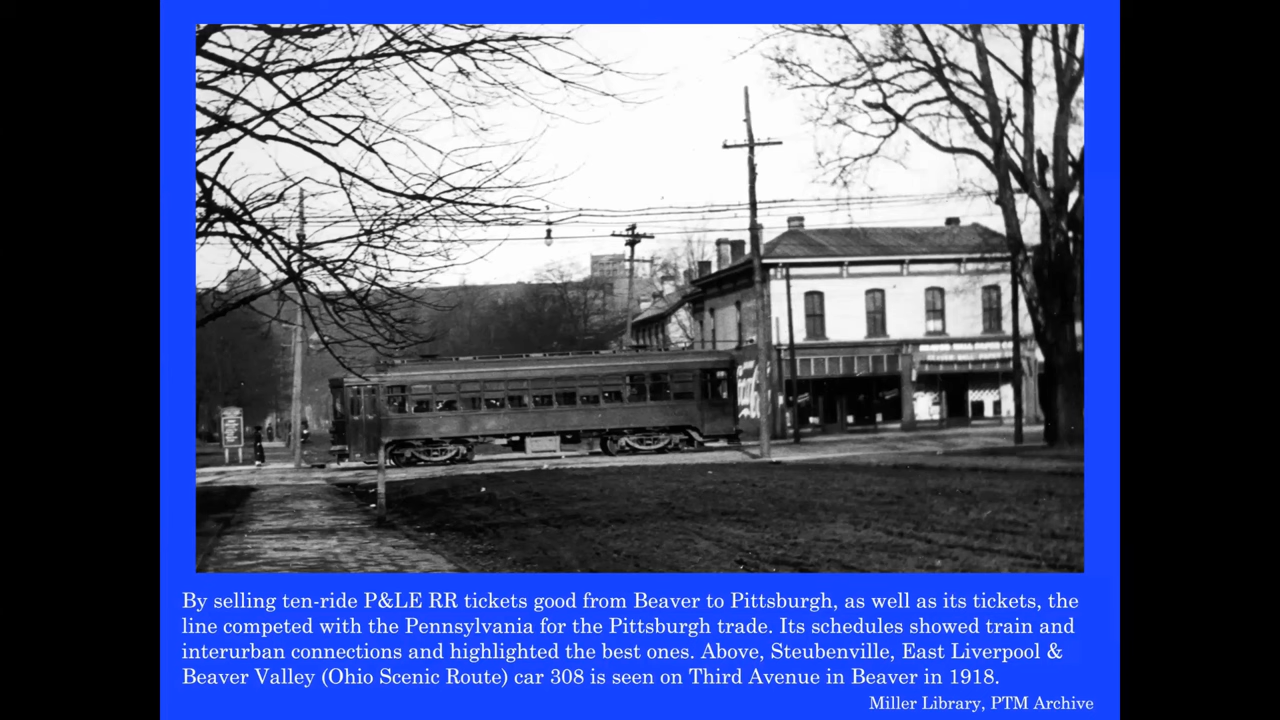 By selling ten-ride P&LE RR tickets good from Beaver to Pittsburgh, as well as its tickets, the
line competed with the Pennsylvania for the Pittsburgh trade. Its schedules showed train and
interurban connections and highlighted the best ones. Above, Steubenville, East Liverpool &
Beaver Valley (Ohio Scenic Route) car 308 is seen on Third Avenue in Beaver in 1918.
Miller Library, PTM Archive